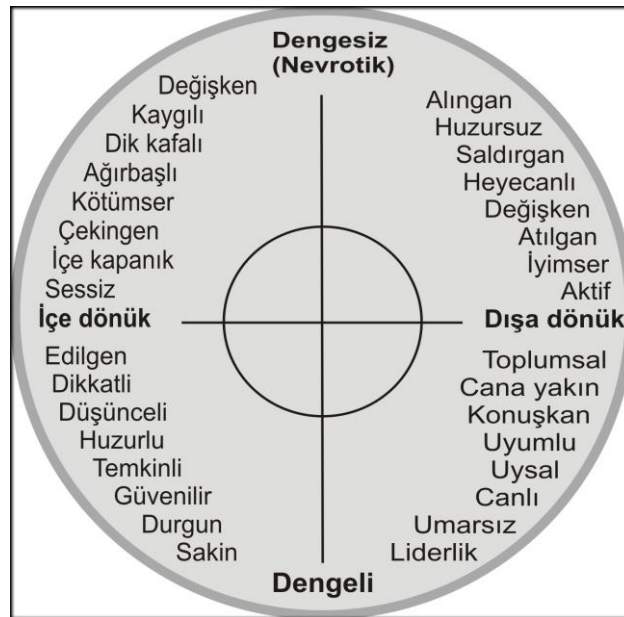 Dengesiz
(Nevrotik)
Değişken
Kaygılı
Dik kafalı
Ağırbaşlı
Kötümser
Çekingen
İçe kapanık
Sessiz
İçe dönük
Edilgen
Dikkatli
Düşünceli
Huzurlu
Temkinli
Güvenilir
Durgun
Sakin
Alıngan
Huzursuz
Saldırgan
Heyecanlı
Değişken
Atılgan
İyimser
Aktif
Dışa dönük
Toplumsal
Cana yakın
Konuşkan
Uyumlu
Uysal
Canlı
Umarsız
Liderlik
Dengeli